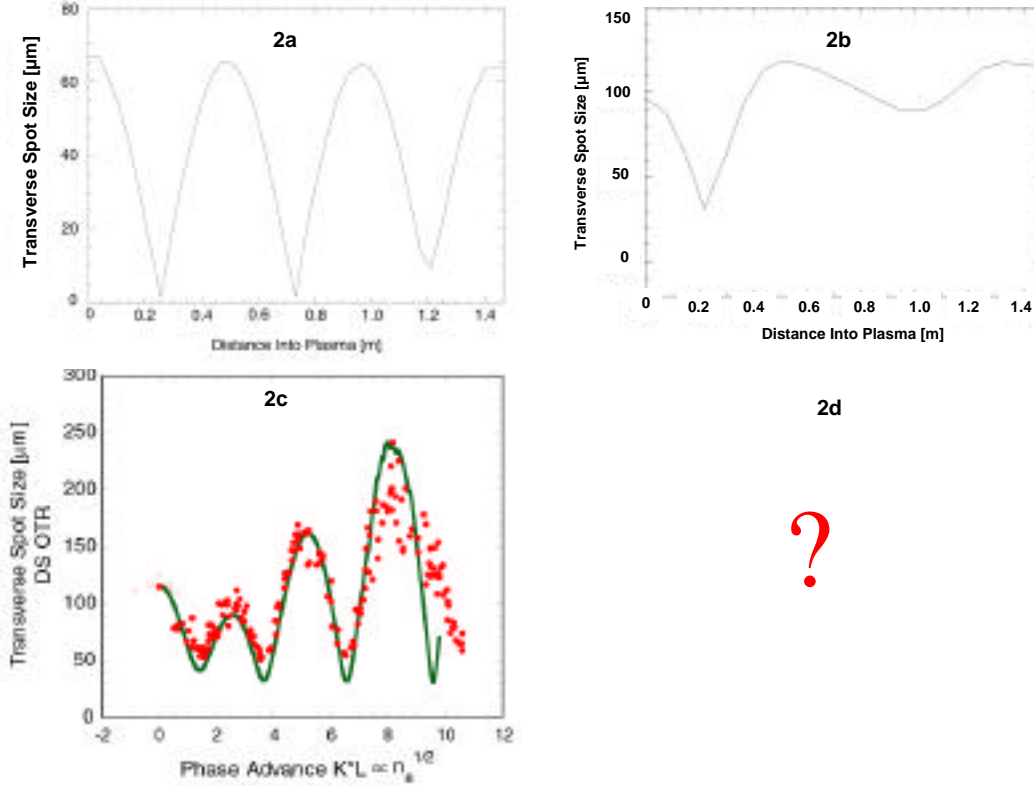 2a
Transverse Spot Size [µm]
80
60
40
20
0
0 0.2 0.4 0.6 0.8 1.0 1.2 1.4
Distance Into Plasma [m]
2b
Transverse Spot Size [µm]
150
100
50
0
0 0.2 0.4 0.6 0.8 1.0 1.2 1.4
Distance Into Plasma [m]
2c
Transverse Spot Size [µm]
DS OTR
300
250
200
150
100
50
0
-2 0 2 4 6 8 10 12
Phase Advance K*L ∝ n_e^1/2
2d
?